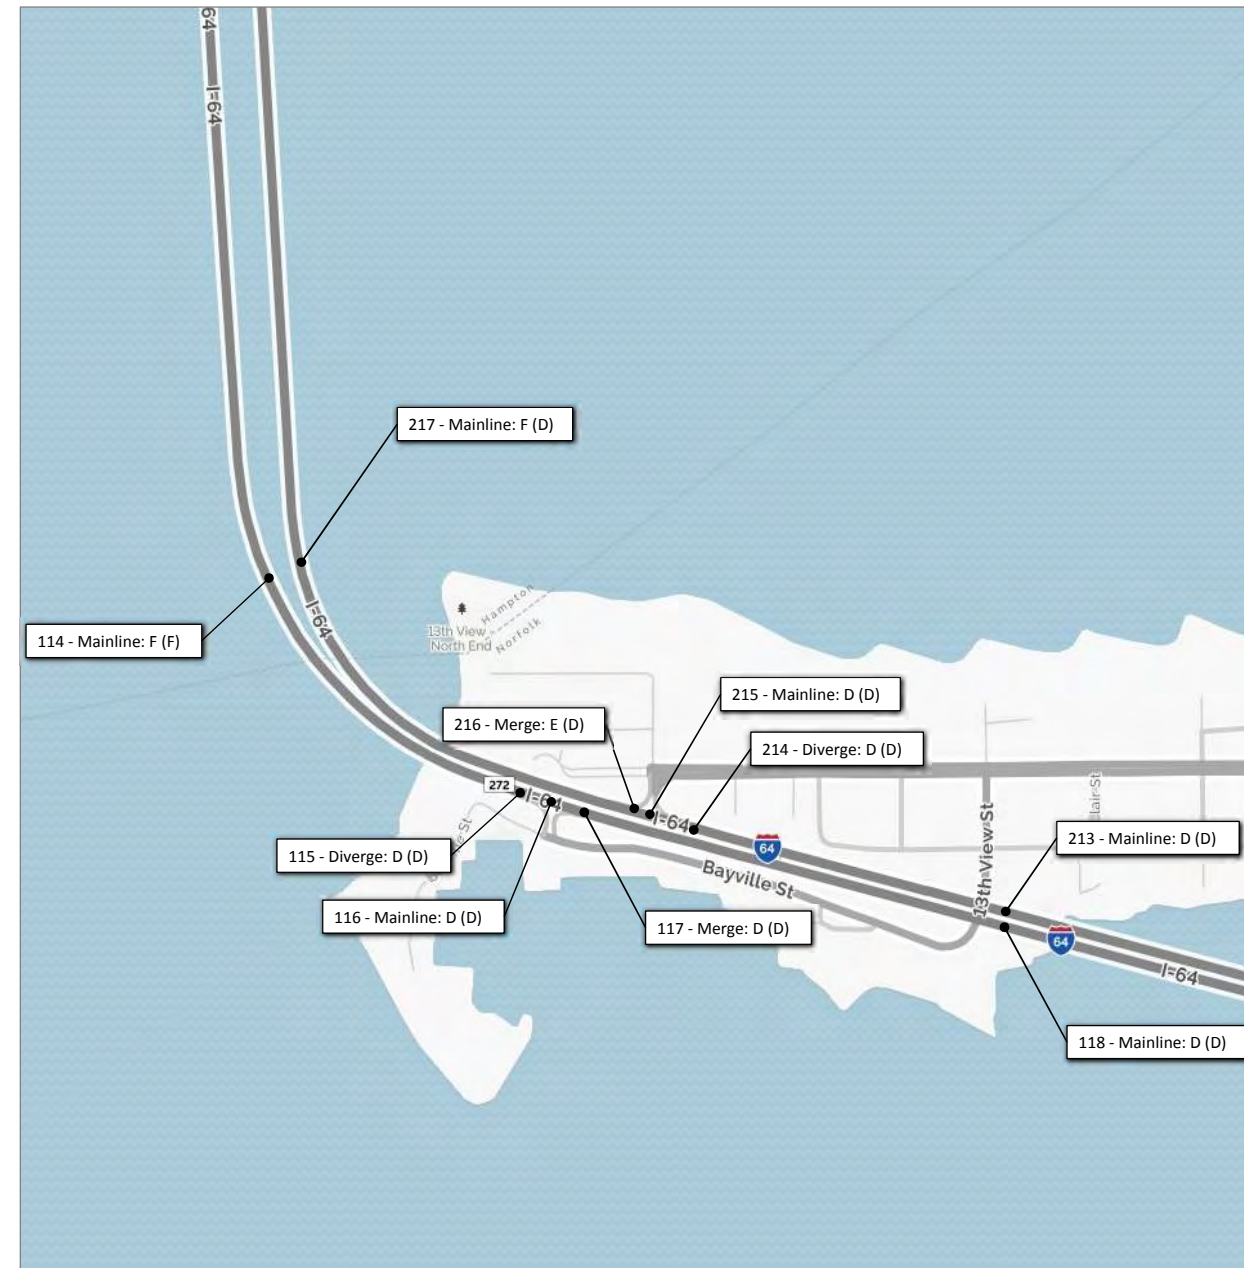 64
I-64
217 - Mainline: F (D)
I-64
13th View
North End
Hampton
Norfolk
114 - Mainline: F (F)
215 - Mainline: D (D)
216 - Merge: E (D)
214 - Diverge: D (D)
272
I-64
I-64
64
115 - Diverge: D (D)
Bayville St
13th View St
213 - Mainline: D (D)
116 - Mainline: D (D)
117 - Merge: D (D)
64
I-64
118 - Mainline: D (D)